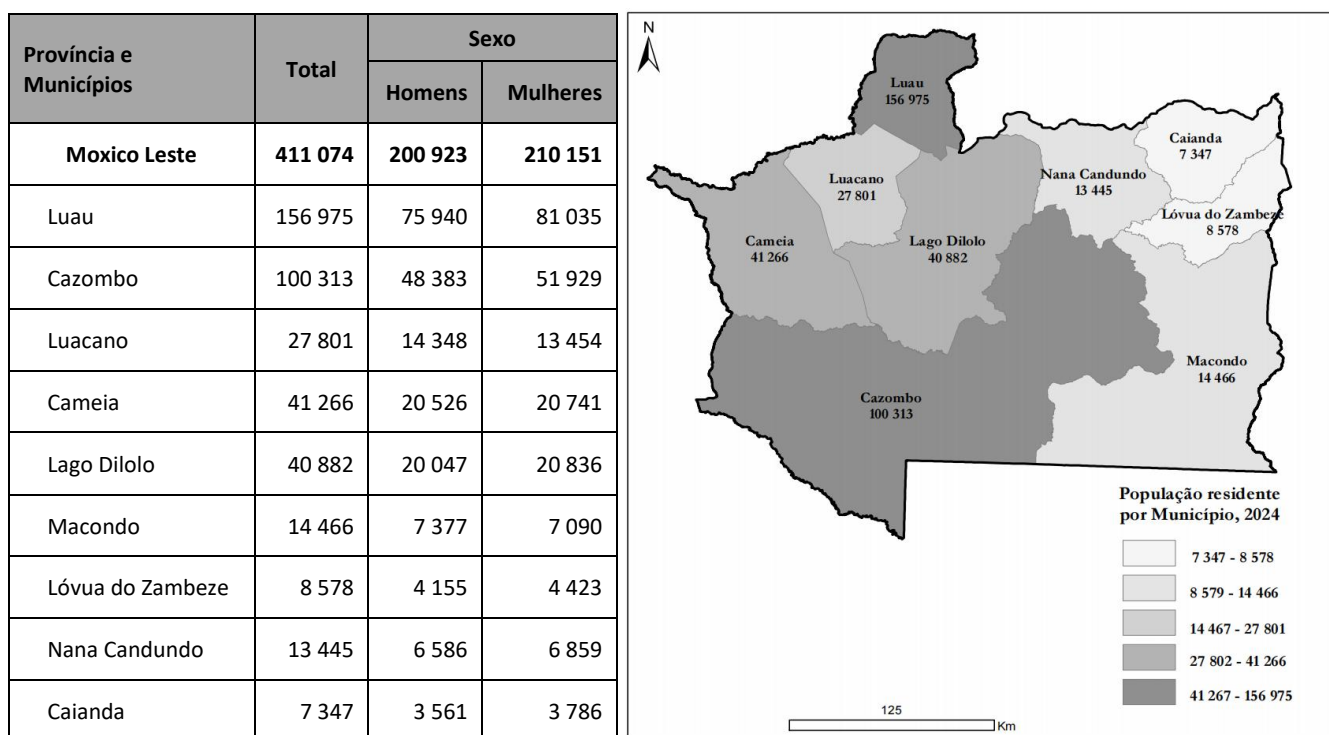 Província e Municípios Total Sexo
Homens Mulheres
Moxico Leste 411 074 200 923 210 151
Luau 156 975 75 940 81 035
Cazombo 100 313 48 383 51 929
Luacano 27 801 14 348 13 454
Cameia 41 266 20 526 20 741
Lago Dilolo 40 882 20 047 20 836
Macondo 14 466 7 377 7 090
Lóvua do Zambeze 8 578 4 155 4 423
Nana Candundo 13 445 6 586 6 859
Caianda 7 347 3 561 3 786
N
Luau
156 975
Caianda
7 347
Luacano
27 801
Nana Candundo
13 445
Lóvua do Zambeze
8 578
Cameia
41 266
Lago Dilolo
40 882
Macondo
14 466
Cazombo
100 313
População residente
por Município, 2024
7 347 - 8 578
8 579 - 14 466
14 467 - 27 801
27 802 - 41 266
41 267 - 156 975
125
Km